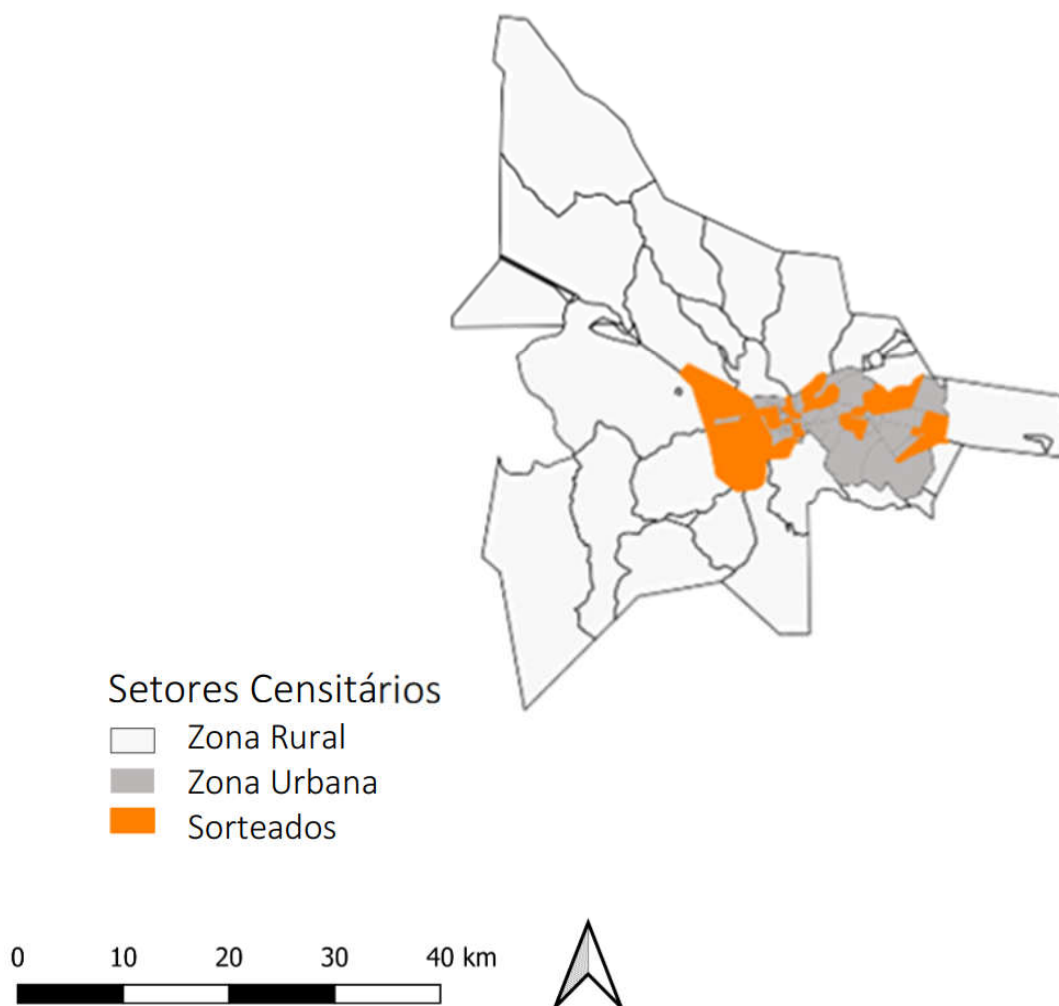 Setores Censitários
Zona Rural
Zona Urbana
Sorteados
0 10 20 30 40 km